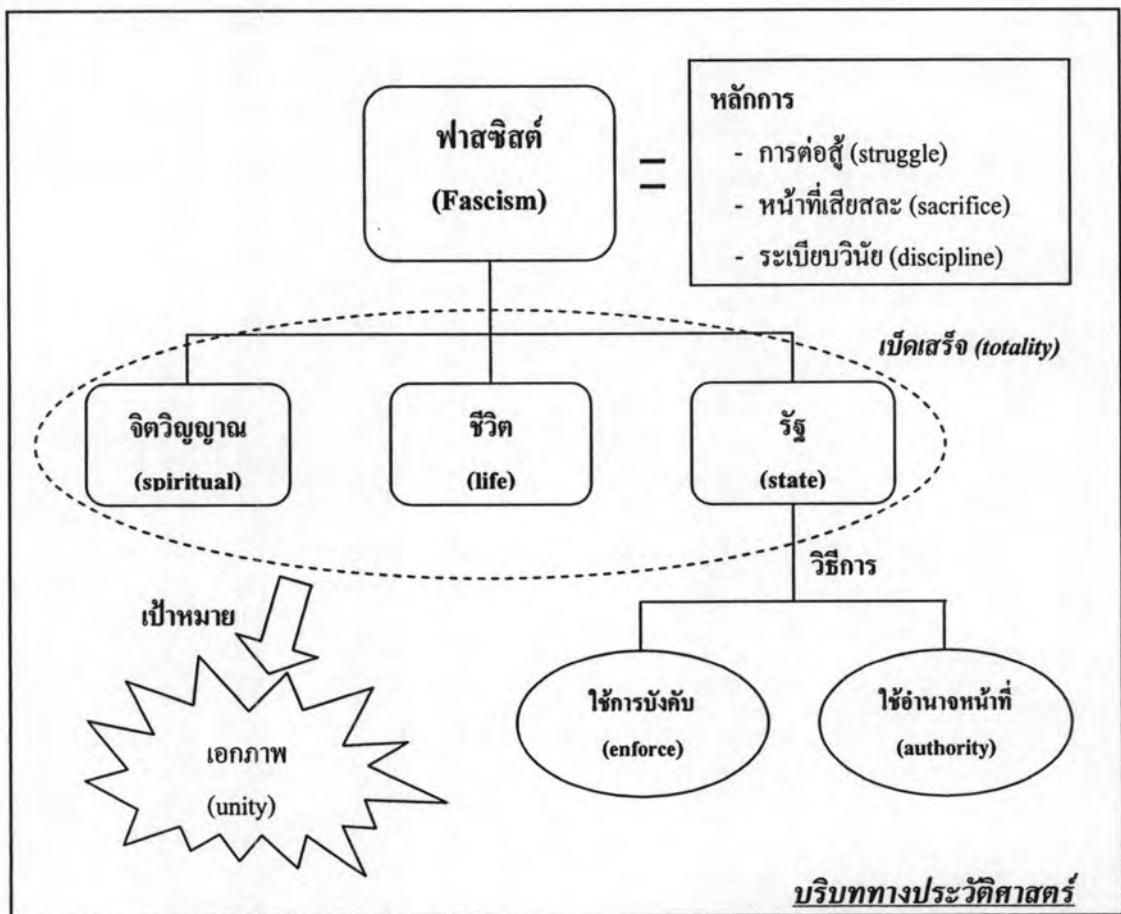 ฟาสซิสต์
(Fascism)
=
หลักการ
- การต่อสู้ (struggle)
- หน้าที่เสียสละ (sacrifice)
- ระเบียบวินัย (discipline)
เบ็ดเสร็จ (totality)
จิตวิญญาณ
(spiritual)
ชีวิต
(life)
รัฐ
(state)
วิธีการ
เป้าหมาย
ใช้การบังคับ
(enforce)
ใช้อำนาจหน้าที่
(authority)
เอกภาพ
(unity)
บริบททางประวัติศาสตร์